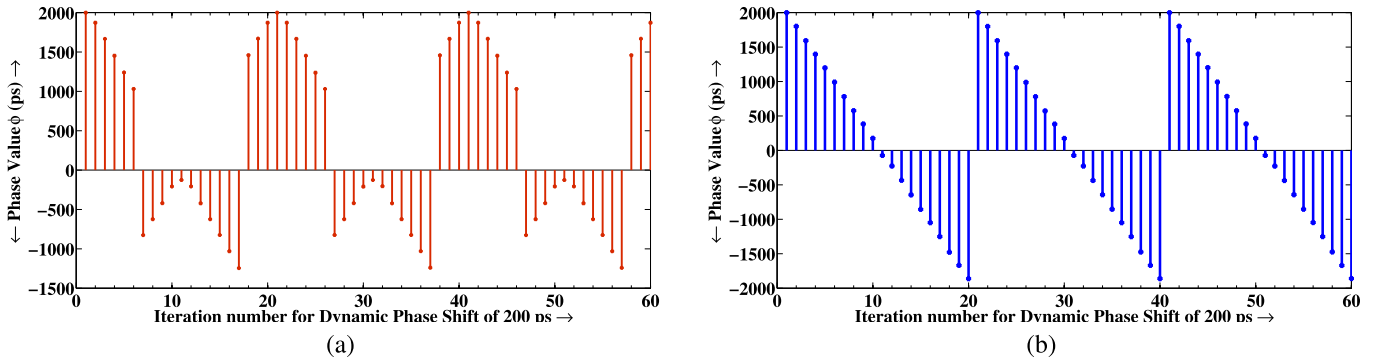 2000
1500
1000
500
0
−500
−1000
−1500
← Phase Value ϕ (ps) →
0 10 20 30 40 50 60
Iteration number for Dynamic Phase Shift of 200 ps →
(a)
2000
1500
1000
500
0
−500
−1000
−1500
−2000
← Phase Value ϕ (ps) →
0 10 20 30 40 50 60
Iteration number for Dynamic Phase Shift of 200 ps →
(b)